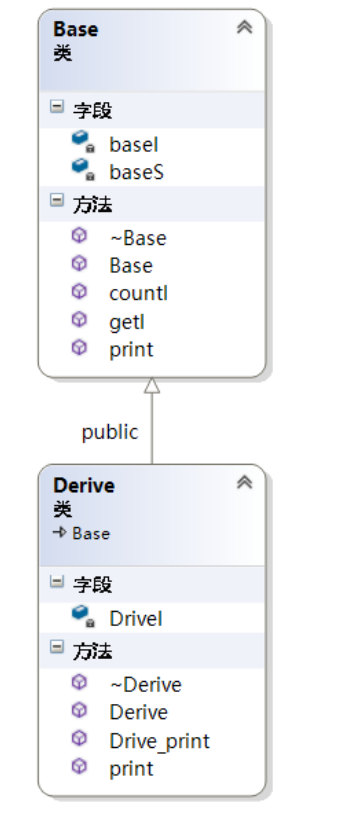 Base
类
字段
baseI
baseS
方法
~Base
Base
countI
getI
print
public
Derive
类
Base
字段
DriveI
方法
~Derive
Derive
Drive_print
print